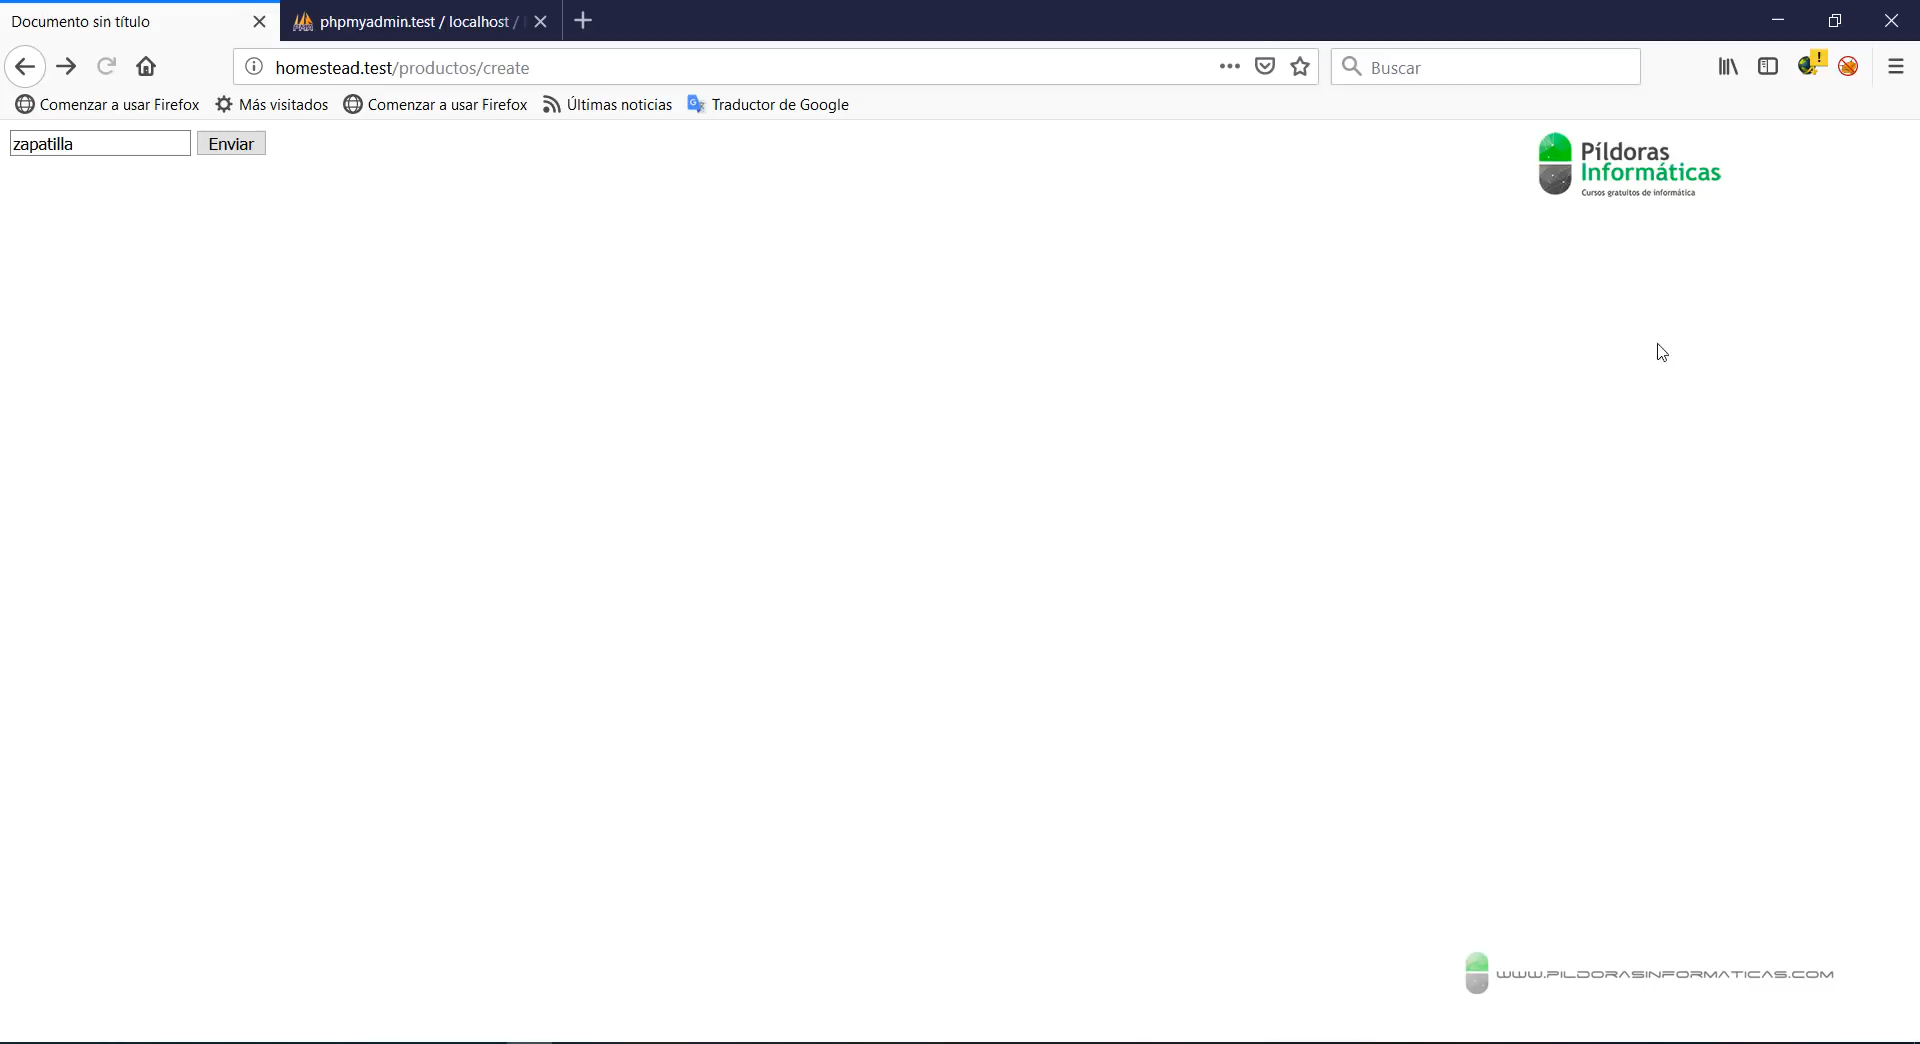 Documento sin título
phpmyadmin.test / localhost /
homestead.test/productos/create
Buscar
Comenzar a usar Firefox
Más visitados
Comenzar a usar Firefox
Últimas noticias
Traductor de Google
zapatilla
Enviar
Píldoras
Informáticas
Cursos gratuitos de informática
WWW.PILDORASINFORMATICAS.COM